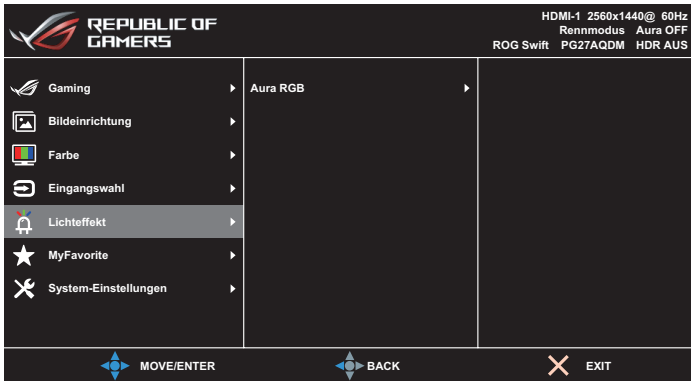 REPUBLIC OF
GAMERS
HDMI-1 2560x1440@ 60Hz
Rennmodus Aura OFF
ROG Swift PG27AQDM HDR AUS
Gaming
Aura RGB
Bildeinrichtung
Farbe
Eingangswahl
Lichteffekt
MyFavorite
System-Einstellungen
MOVE/ENTER
BACK
EXIT